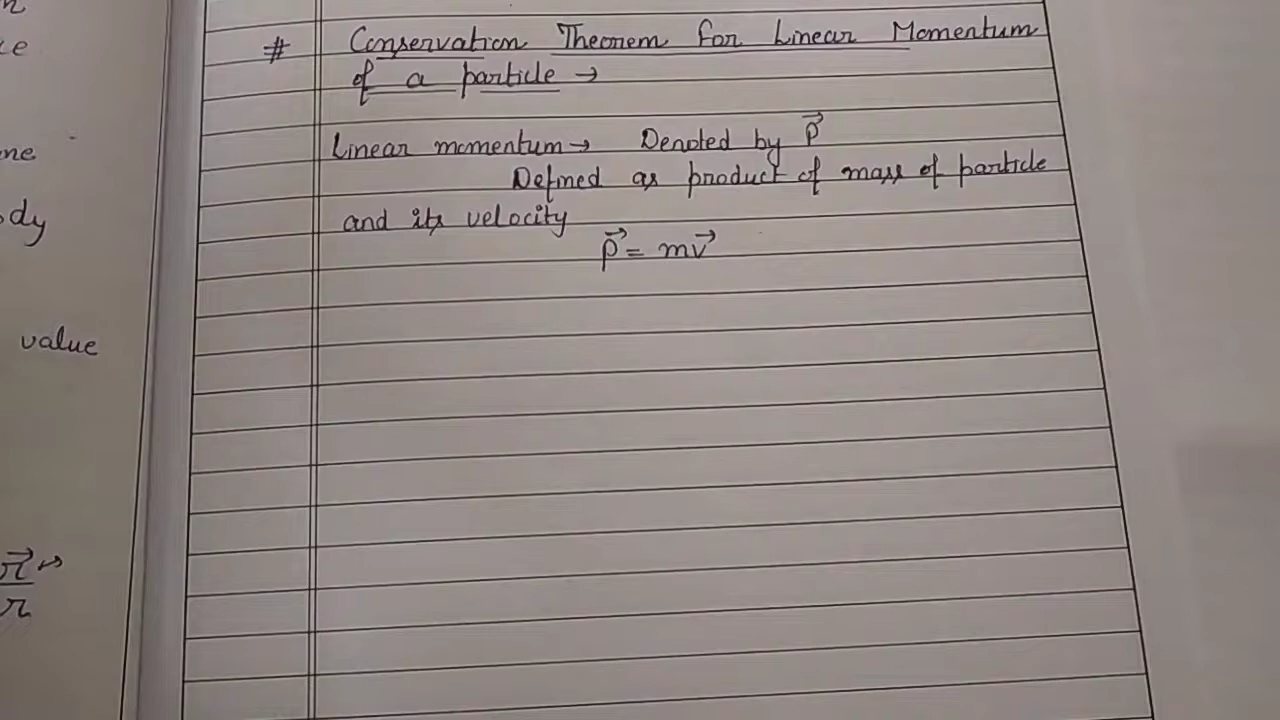 # Conservation Theorem for Linear Momentum
of a particle →
Linear momentum → Denoted by p⃗
Defined as product of mass of particle
and its velocity
p⃗ = mv⃗
value